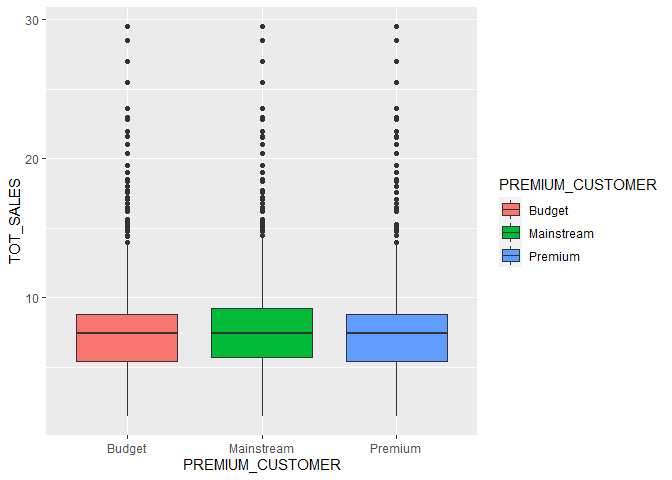 30
20
10
TOT_SALES
Budget
Mainstream
Premium
PREMIUM_CUSTOMER
PREMIUM_CUSTOMER
Budget
Mainstream
Premium